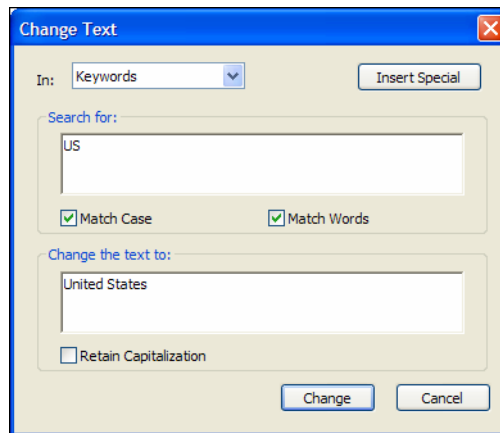 Change Text
In: Keywords Insert Special
Search for:
US
Match Case Match Words
Change the text to:
United States
Retain Capitalization
Change Cancel